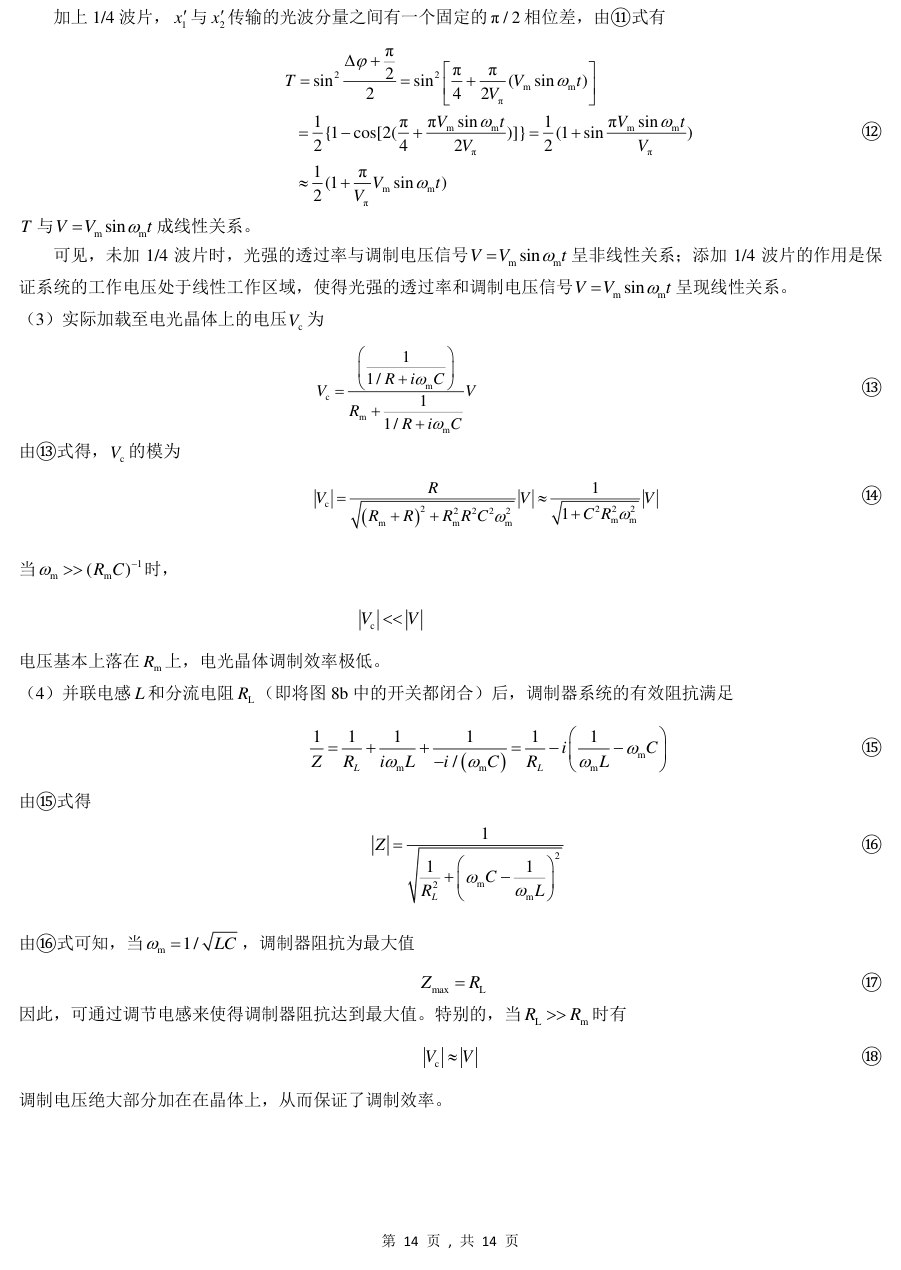 加上 1/4 波片， x₁′ 与 x₂′ 传输的光波分量之间有一个固定的 π / 2 相位差，由⑪式有
T = sin² ((Δφ + π/2) / 2) = sin² [π/4 + π/(2V_π) (V_m sin ω_m t)]
= 1/2 {1 − cos[2(π/4 + πV_m sin ω_m t / (2V_π))]} = 1/2 (1 + sin (πV_m sin ω_m t / V_π)) ⑫
≈ 1/2 (1 + π/V_π V_m sin ω_m t)
T 与 V = V_m sin ω_m t 成线性关系。
可见，未加 1/4 波片时，光强的透过率与调制电压信号 V = V_m sin ω_m t 呈非线性关系；添加 1/4 波片的作用是保
证系统的工作电压处于线性工作区域，使得光强的透过率和调制电压信号 V = V_m sin ω_m t 呈现线性关系。
（3）实际加载至电光晶体上的电压 V_c 为
V_c = (1 / (1/R + iω_m C)) / (R_m + 1 / (1/R + iω_m C)) V ⑬
由⑬式得， V_c 的模为
|V_c| = R / √((R_m + R)² + R_m² R² C² ω_m²) |V| ≈ 1 / √(1 + C² R_m² ω_m²) |V| ⑭
当 ω_m >> (R_m C)⁻¹ 时，
|V_c| << |V|
电压基本上落在 R_m 上，电光晶体调制效率极低。
（4）并联电感 L 和分流电阻 R_L （即将图 8b 中的开关都闭合）后，调制器系统的有效阻抗满足
1/Z = 1/R_L + 1/(iω_m L) + 1/(−i / (ω_m C)) = 1/R_L − i (1/(ω_m L) − ω_m C) ⑮
由⑮式得
|Z| = 1 / √(1/R_L² + (ω_m C − 1/(ω_m L))²) ⑯
由⑯式可知，当 ω_m = 1 / √(LC) ，调制器阻抗为最大值
Z_max = R_L ⑰
因此，可通过调节电感来使得调制器阻抗达到最大值。特别的，当 R_L >> R_m 时有
|V_c| ≈ |V| ⑱
调制电压绝大部分加在在晶体上，从而保证了调制效率。
第 14 页 , 共 14 页